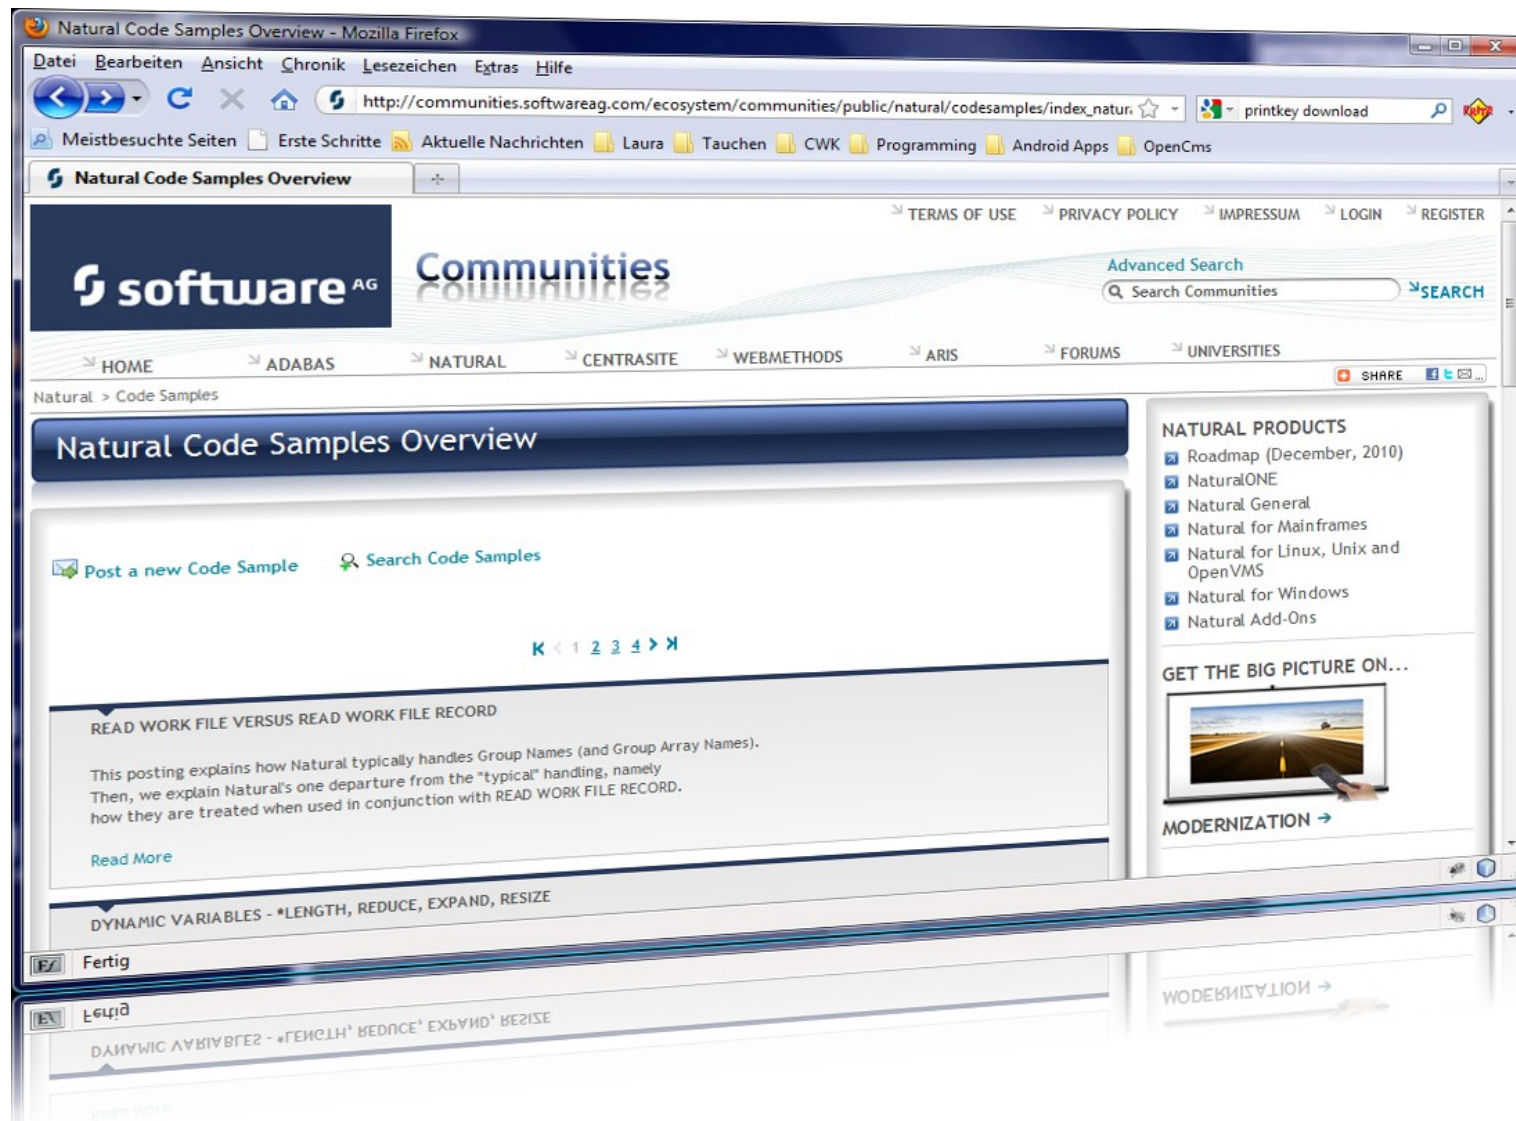 Natural Code Samples Overview - Mozilla Firefox
Datei Bearbeiten Ansicht Chronik Lesezeichen Extras Hilfe
http://communities.softwareag.com/ecosystem/communities/public/natural/codesamples/index_natur
printkey download
Meistbesuchte Seiten Erste Schritte Aktuelle Nachrichten Laura Tauchen CWK Programming Android Apps OpenCms
Natural Code Samples Overview
TERMS OF USE PRIVACY POLICY IMPRESSUM LOGIN REGISTER
software AG
Communities
Advanced Search
Search Communities
SEARCH
HOME ADABAS NATURAL CENTRASITE WEBMETHODS ARIS FORUMS UNIVERSITIES
SHARE
Natural > Code Samples
Natural Code Samples Overview
Post a new Code Sample Search Code Samples
1 2 3 4
READ WORK FILE VERSUS READ WORK FILE RECORD
This posting explains how Natural typically handles Group Names (and Group Array Names).
Then, we explain Natural's one departure from the "typical" handling, namely
how they are treated when used in conjunction with READ WORK FILE RECORD.
Read More
DYNAMIC VARIABLES - *LENGTH, REDUCE, EXPAND, RESIZE
NATURAL PRODUCTS
Roadmap (December, 2010)
NaturalONE
Natural General
Natural for Mainframes
Natural for Linux, Unix and
OpenVMS
Natural for Windows
Natural Add-Ons
GET THE BIG PICTURE ON...
MODERNIZATION
Fertig